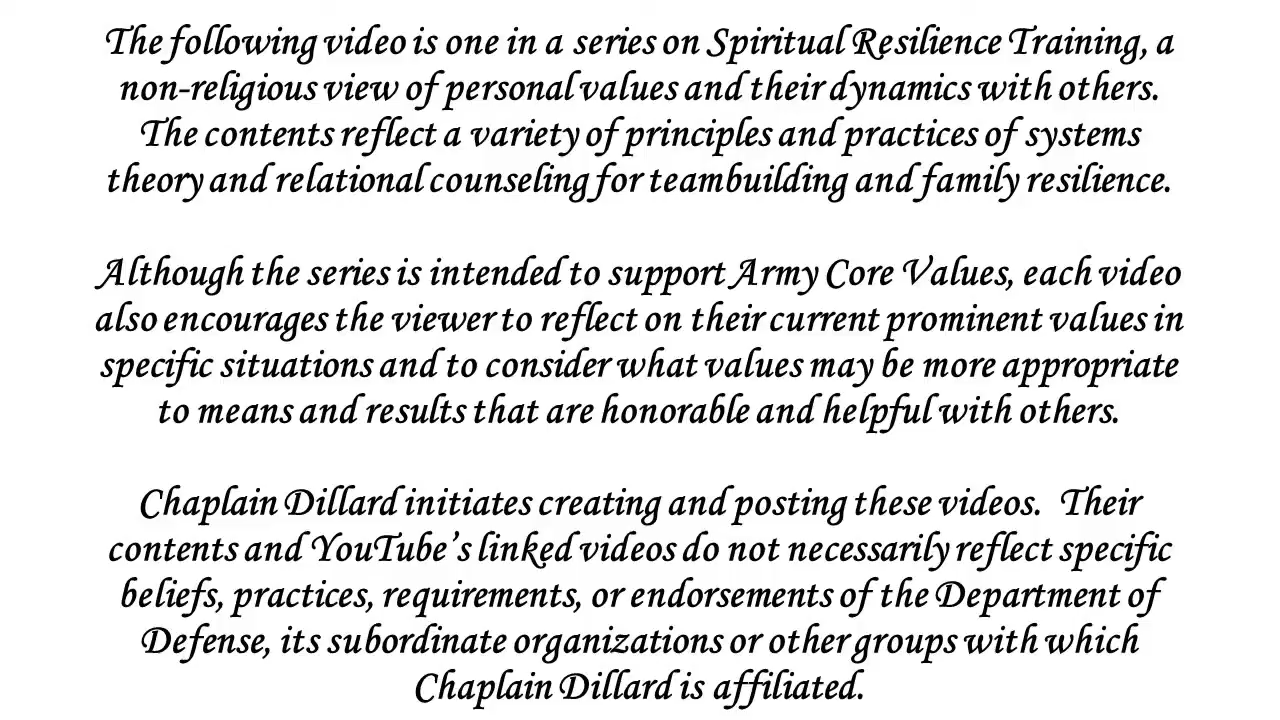 The following video is one in a series on Spiritual Resilience Training, a
non-religious view of personal values and their dynamics with others.
The contents reflect a variety of principles and practices of systems
theory and relational counseling for teambuilding and family resilience.
Although the series is intended to support Army Core Values, each video
also encourages the viewer to reflect on their current prominent values in
specific situations and to consider what values may be more appropriate
to means and results that are honorable and helpful with others.
Chaplain Dillard initiates creating and posting these videos.  Their
contents and YouTube’s linked videos do not necessarily reflect specific
beliefs, practices, requirements, or endorsements of the Department of
Defense, its subordinate organizations or other groups with which
Chaplain Dillard is affiliated.